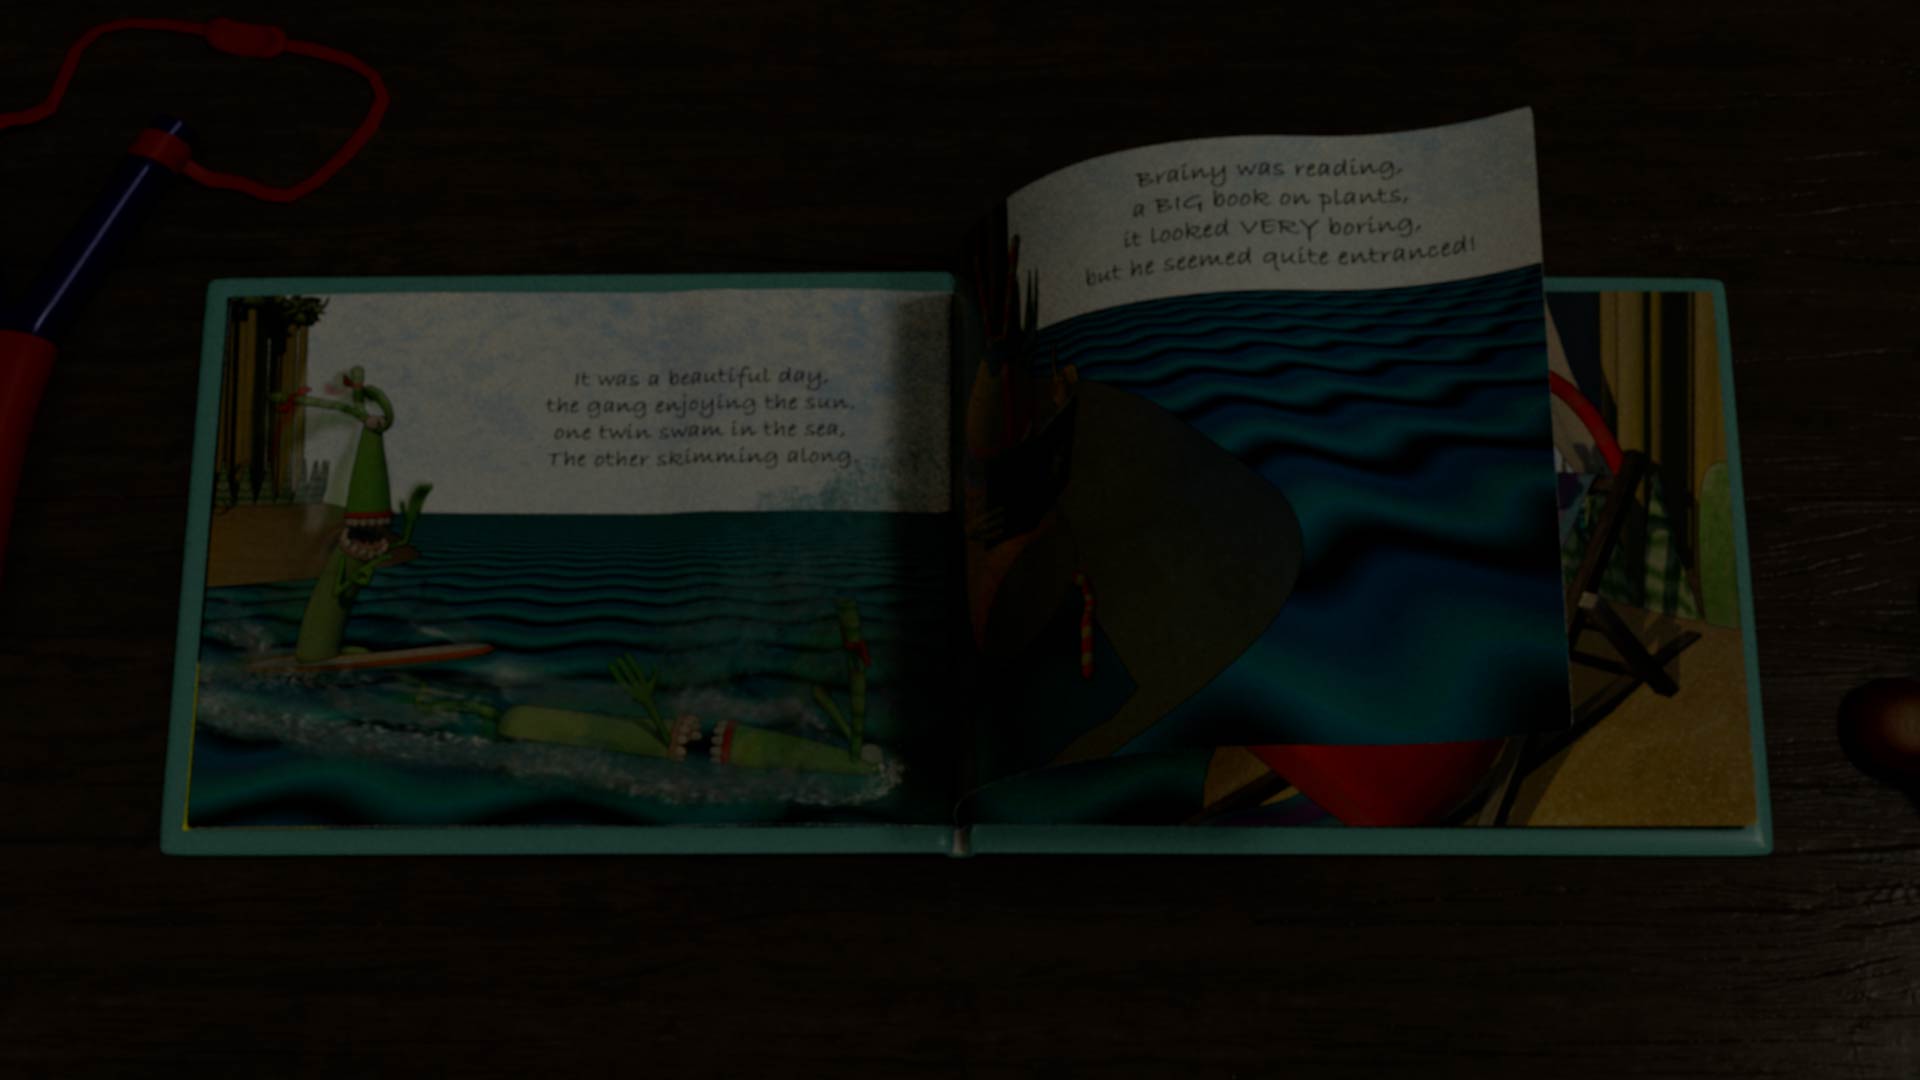 It was a beautiful day,
the gang enjoying the sun,
one twin swam in the sea,
The other skimming along.
Brainy was reading,
a BIG book on plants,
it looked VERY boring,
but he seemed quite entranced!